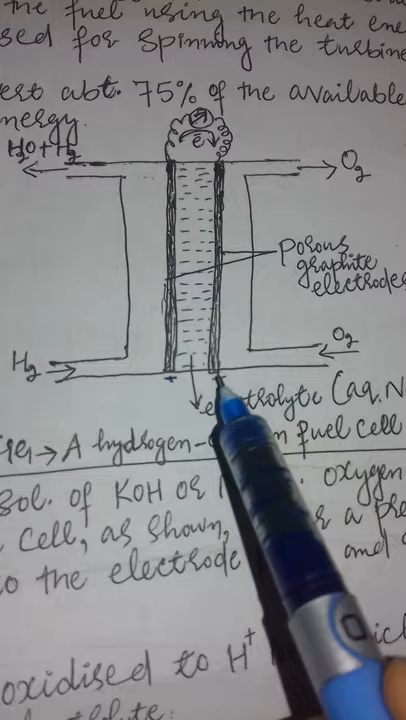 the fuel using the heat ene
sed for spinning the turbine
ert abt. 75% of the available
nergy.
H2O + H2
e-
O2
porous
graphite
electrodes
H2
O2
+
electrolyte (aq. N
A hydrogen- n fuel cell
sol. of KOH or oxygen
cell, as shown, a pre
o the electrode and
oxidised to H+